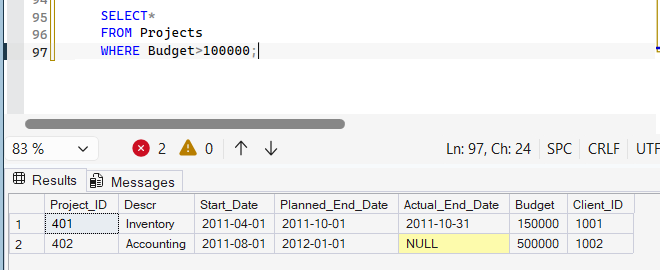 95 SELECT*
96 FROM Projects
97 WHERE Budget>100000;
83 % 2 0 Ln: 97, Ch: 24 SPC CRLF UTF
Results Messages
Project_ID Descr Start_Date Planned_End_Date Actual_End_Date Budget Client_ID
1 401 Inventory 2011-04-01 2011-10-01 2011-10-31 150000 1001
2 402 Accounting 2011-08-01 2012-01-01 NULL 500000 1002